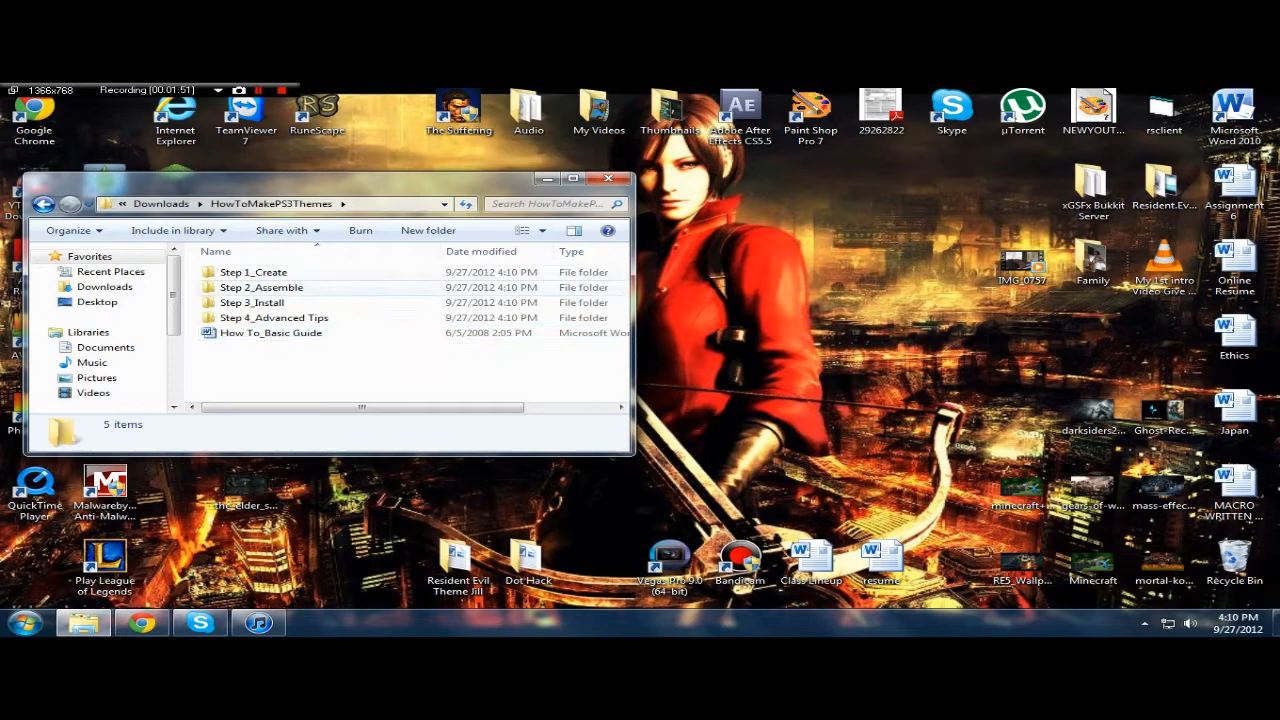 1366x768 Recording [00:01:51]
Google Chrome
Internet Explorer
TeamViewer 7
RuneScape
The Suffering
Audio
My Videos
Thumbnails
Adobe After Effects CS5.5
Paint Shop Pro 7
29262822
Skype
µTorrent
NEWYOUT...
rsclient
Microsoft Word 2010
« Downloads HowToMakePS3Themes
Search HowToMakeP...
Organize Include in library Share with Burn New folder
Name Date modified Type
Favorites
Recent Places
Downloads
Desktop
Libraries
Documents
Music
Pictures
Videos
Step 1_Create 9/27/2012 4:10 PM File folder
Step 2_Assemble 9/27/2012 4:10 PM File folder
Step 3_Install 9/27/2012 4:10 PM File folder
Step 4_Advanced Tips 9/27/2012 4:10 PM File folder
How To_Basic Guide 6/5/2008 2:05 PM Microsoft Wo
5 items
xGSFx Bukkit Server
Resident.Ev...
Assignment 6
IMG_0757
Family
My 1st intro Video Give ...
Online Resume
Ethics
darksiders2...
Ghost-Rec...
Japan
QuickTime Player
Malwareby... Anti-Malw...
the-elder_s...
minecraft+...
gears-of-w...
mass-effec...
MACRO WRITTEN ...
Play League of Legends
Resident Evil Theme Jill
Dot Hack
Vegas Pro 9.0 (64-bit)
Bandicam
Class Lineup
resume
RE5_Wallp...
Minecraft
mortal-ko...
Recycle Bin
4:10 PM
9/27/2012